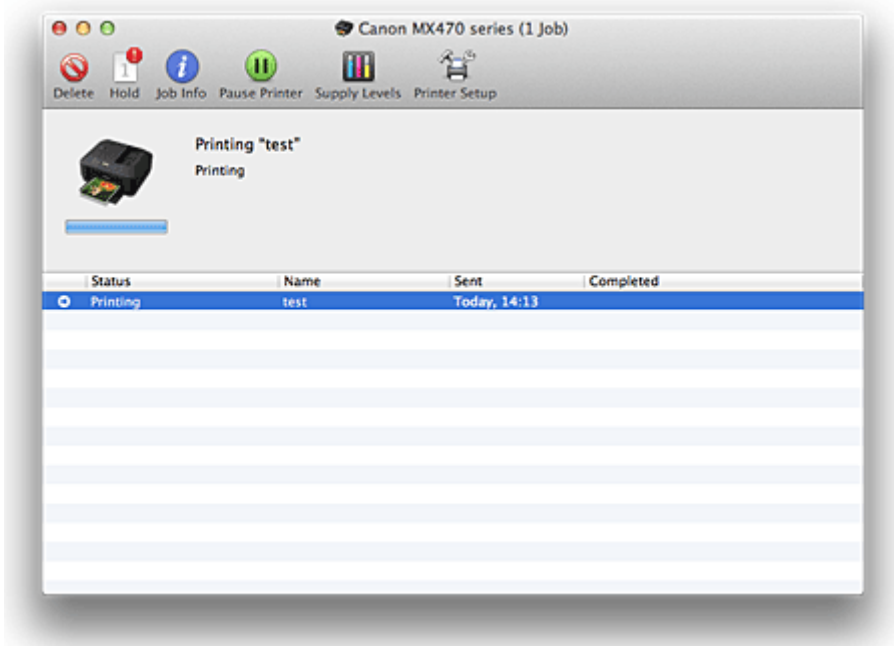 Canon MX470 series (1 Job)
1
Delete Hold Job Info Pause Printer Supply Levels Printer Setup
Printing "test"
Printing
Status Name Sent Completed
Printing test Today, 14:13